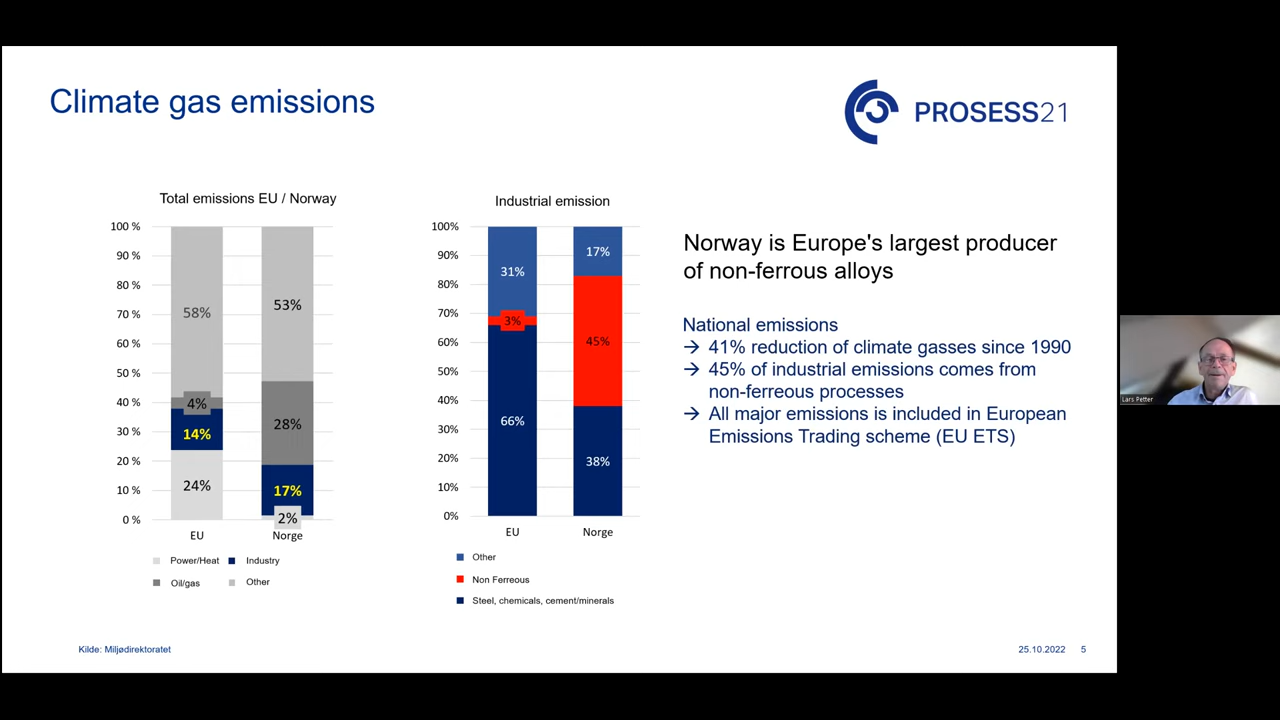 Climate gas emissions
PROSESS21
Total emissions EU / Norway
100 %
90 %
80 %
70 %
60 %
50 %
40 %
30 %
20 %
10 %
0 %
58%
4%
14%
24%
53%
28%
17%
2%
EU
Norge
Power/Heat
Industry
Oil/gas
Other
Industrial emission
100%
90%
80%
70%
60%
50%
40%
30%
20%
10%
0%
31%
3%
66%
17%
45%
38%
EU
Norge
Other
Non Ferreous
Steel, chemicals, cement/minerals
Norway is Europe's largest producer
of non-ferrous alloys
National emissions
→ 41% reduction of climate gasses since 1990
→ 45% of industrial emissions comes from
non-ferreous processes
→ All major emissions is included in European
Emissions Trading scheme (EU ETS)
Lars Petter
Kilde: Miljødirektoratet
25.10.2022 5